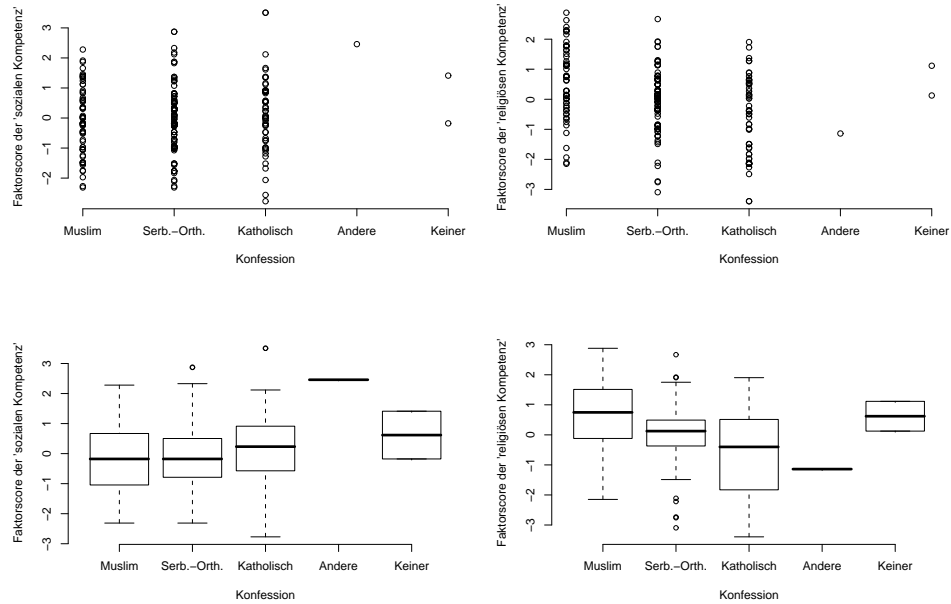 Faktorscore der 'sozialen Kompetenz'
3
2
1
0
−1
−2
Muslim Serb.−Orth. Katholisch Andere Keiner
Konfession
Faktorscore der 'religiösen Kompetenz'
2
1
0
−1
−2
−3
Muslim Serb.−Orth. Katholisch Andere Keiner
Konfession
Faktorscore der 'sozialen Kompetenz'
3
2
1
0
−1
−2
−3
Muslim Serb.−Orth. Katholisch Andere Keiner
Konfession
Faktorscore der 'religiösen Kompetenz'
3
2
1
0
−1
−2
−3
Muslim Serb.−Orth. Katholisch Andere Keiner
Konfession